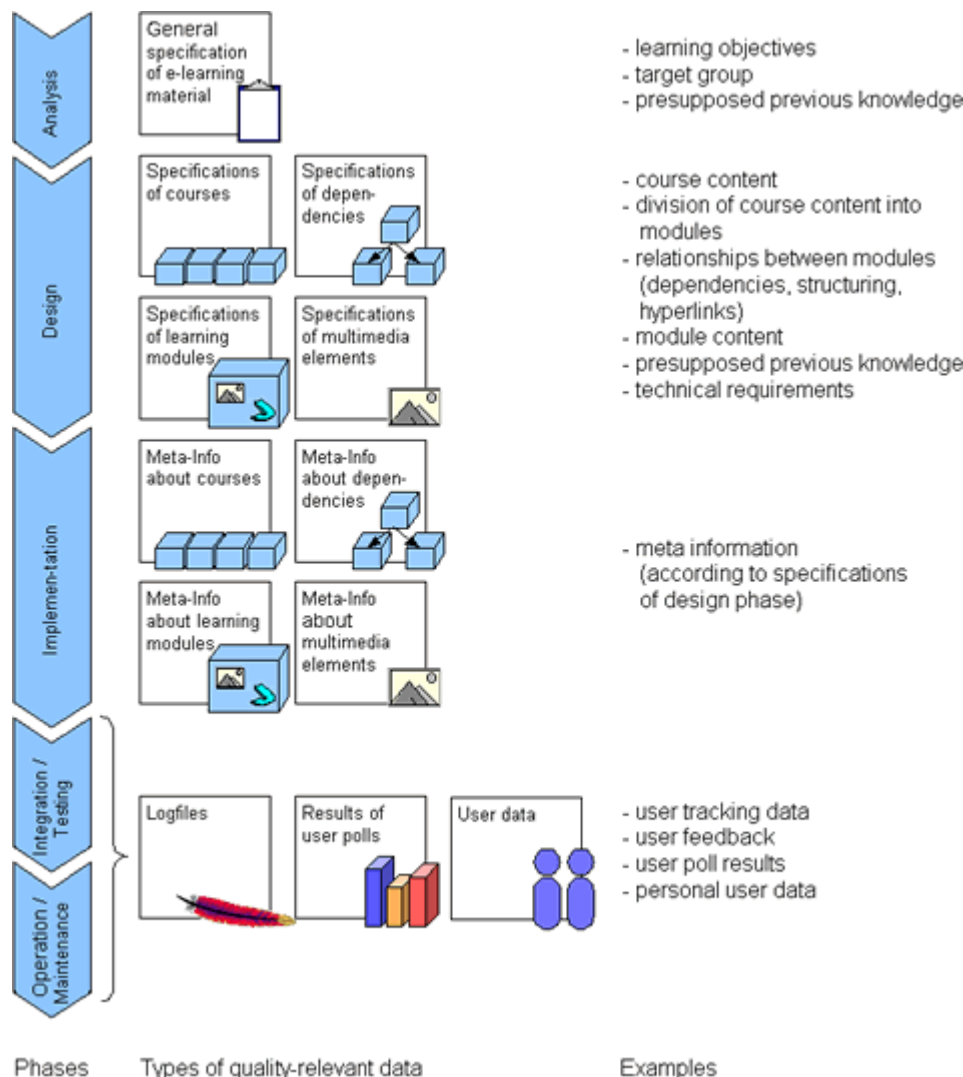 Analysis
General
specification
of e-learning
material
- learning objectives
- target group
- presupposed previous knowledge
Design
Specifications
of courses
Specifications
of depen-
dencies
Specifications
of learning
modules
Specifications
of multimedia
elements
- course content
- division of course content into
modules
- relationships between modules
(dependencies, structuring,
hyperlinks)
- module content
- presupposed previous knowledge
- technical requirements
Implemen-tation
Meta-Info
about courses
Meta-Info
about depen-
dencies
Meta-Info
about learning
modules
Meta-Info
about
multimedia
elements
- meta information
(according to specifications
of design phase)
Integration /
Testing
Operation /
Maintenance
Logfiles
Results of
user polls
User data
- user tracking data
- user feedback
- user poll results
- personal user data
Phases
Types of quality-relevant data
Examples